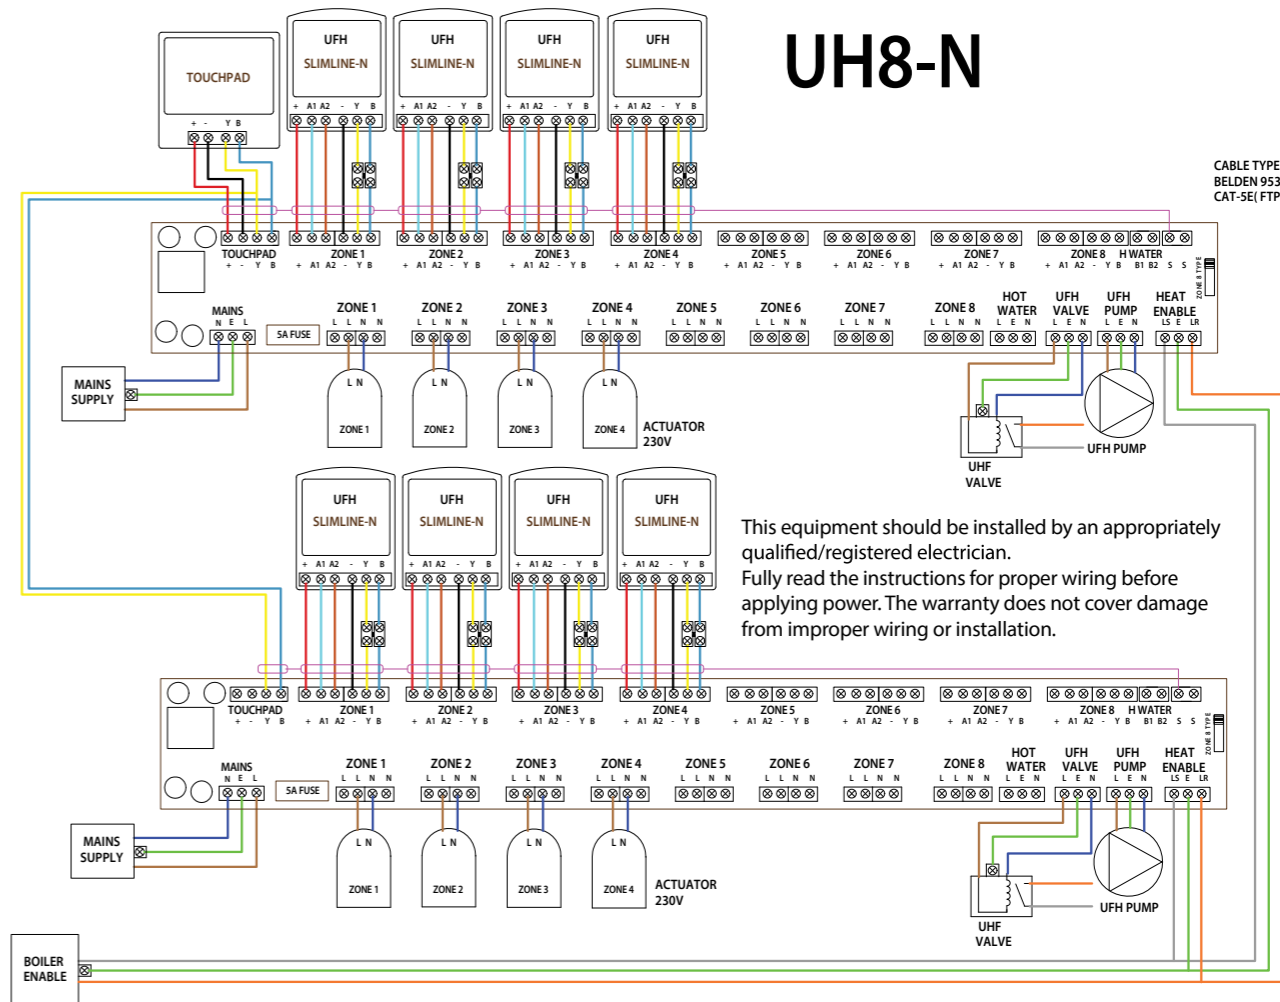 UH8-N
TOUCHPAD
+ - Y B
UFH
SLIMLINE-N
+ A1 A2 - Y B
UFH
SLIMLINE-N
+ A1 A2 - Y B
UFH
SLIMLINE-N
+ A1 A2 - Y B
UFH
SLIMLINE-N
+ A1 A2 - Y B
CABLE TYPE
BELDEN 953
CAT-5E( FTP
TOUCHPAD ZONE 1 ZONE 2 ZONE 3 ZONE 4 ZONE 5 ZONE 6 ZONE 7 ZONE 8 H WATER
+ - Y B + A1 A2 - Y B + A1 A2 - Y B + A1 A2 - Y B + A1 A2 - Y B + A1 A2 - Y B + A1 A2 - Y B + A1 A2 - Y B + A1 A2 - Y B B1 B2 S S
ZONE 8 TYPE
MAINS
N E L
5A FUSE
ZONE 1 ZONE 2 ZONE 3 ZONE 4 ZONE 5 ZONE 6 ZONE 7 ZONE 8
L L N N L L N N L L N N L L N N L L N N L L N N L L N N L L N N
HOT
WATER
L E N
UFH
VALVE
L E N
UFH
PUMP
L E N
HEAT
ENABLE
LS E LR
MAINS
SUPPLY
L N
ZONE 1
L N
ZONE 2
L N
ZONE 3
L N
ZONE 4
ACTUATOR
230V
UHF
VALVE
UFH PUMP
UFH
SLIMLINE-N
+ A1 A2 - Y B
UFH
SLIMLINE-N
+ A1 A2 - Y B
UFH
SLIMLINE-N
+ A1 A2 - Y B
UFH
SLIMLINE-N
+ A1 A2 - Y B
This equipment should be installed by an appropriately
qualified/registered electrician.
Fully read the instructions for proper wiring before
applying power. The warranty does not cover damage
from improper wiring or installation.
TOUCHPAD ZONE 1 ZONE 2 ZONE 3 ZONE 4 ZONE 5 ZONE 6 ZONE 7 ZONE 8 H WATER
+ - Y B + A1 A2 - Y B + A1 A2 - Y B + A1 A2 - Y B + A1 A2 - Y B + A1 A2 - Y B + A1 A2 - Y B + A1 A2 - Y B + A1 A2 - Y B B1 B2 S S
ZONE 8 TYPE
MAINS
N E L
5A FUSE
ZONE 1 ZONE 2 ZONE 3 ZONE 4 ZONE 5 ZONE 6 ZONE 7 ZONE 8
L L N N L L N N L L N N L L N N L L N N L L N N L L N N L L N N
HOT
WATER
L E N
UFH
VALVE
L E N
UFH
PUMP
L E N
HEAT
ENABLE
LS E LR
MAINS
SUPPLY
L N
ZONE 1
L N
ZONE 2
L N
ZONE 3
L N
ZONE 4
ACTUATOR
230V
UHF
VALVE
UFH PUMP
BOILER
ENABLE